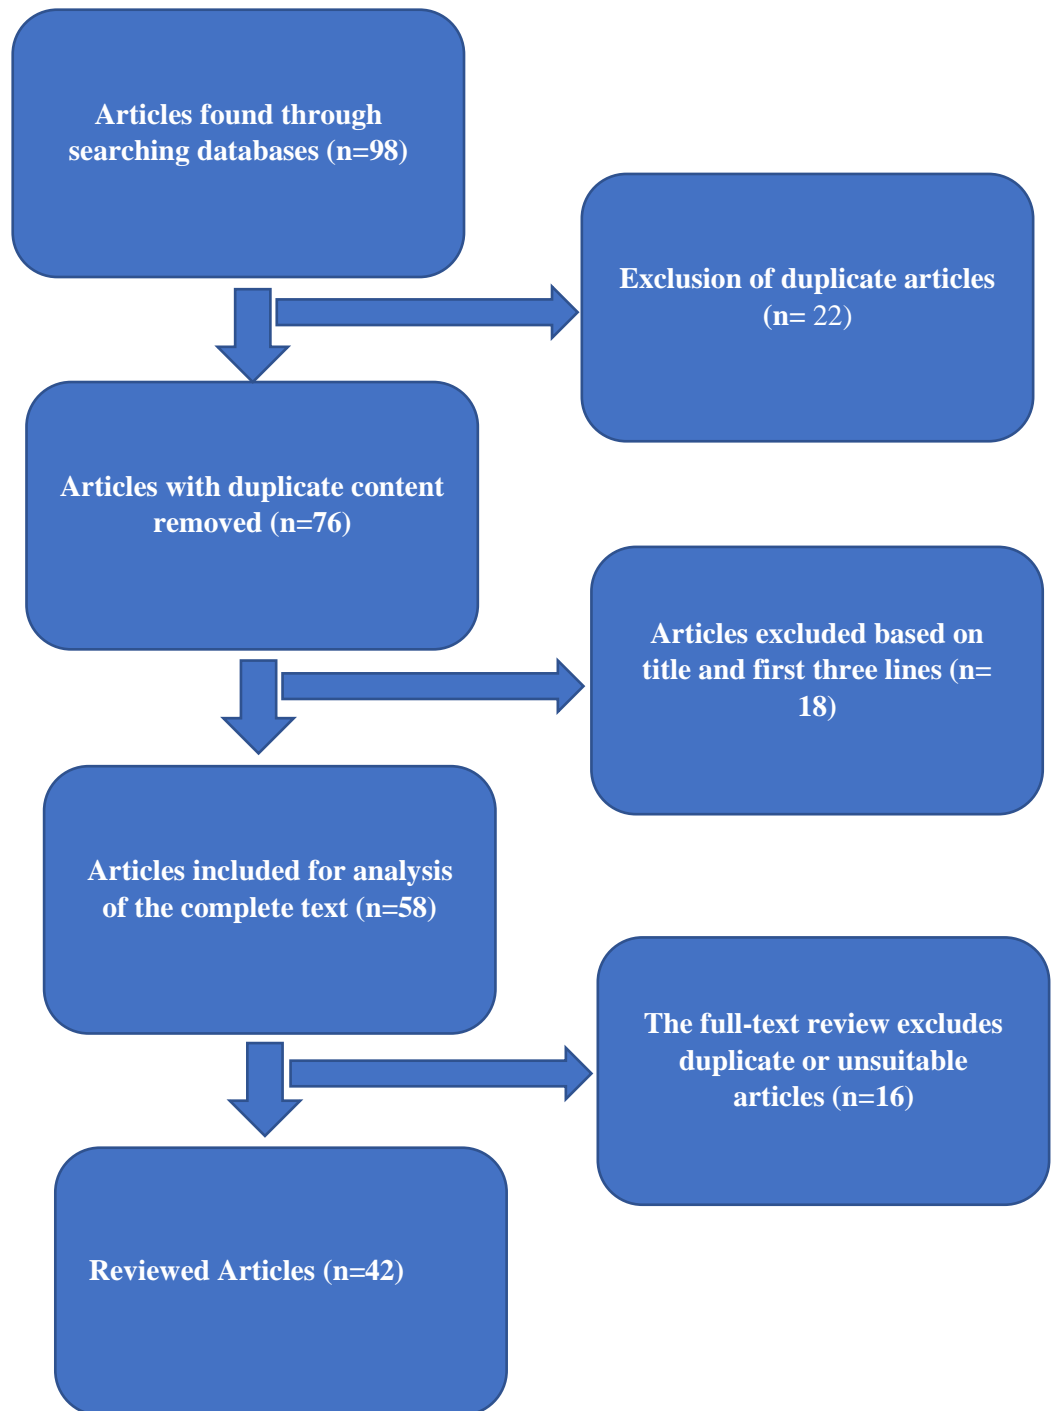 Articles found through
searching databases (n=98)
Exclusion of duplicate articles
(n= 22)
Articles with duplicate content
removed (n=76)
Articles excluded based on
title and first three lines (n=
18)
Articles included for analysis
of the complete text (n=58)
The full-text review excludes
duplicate or unsuitable
articles (n=16)
Reviewed Articles (n=42)